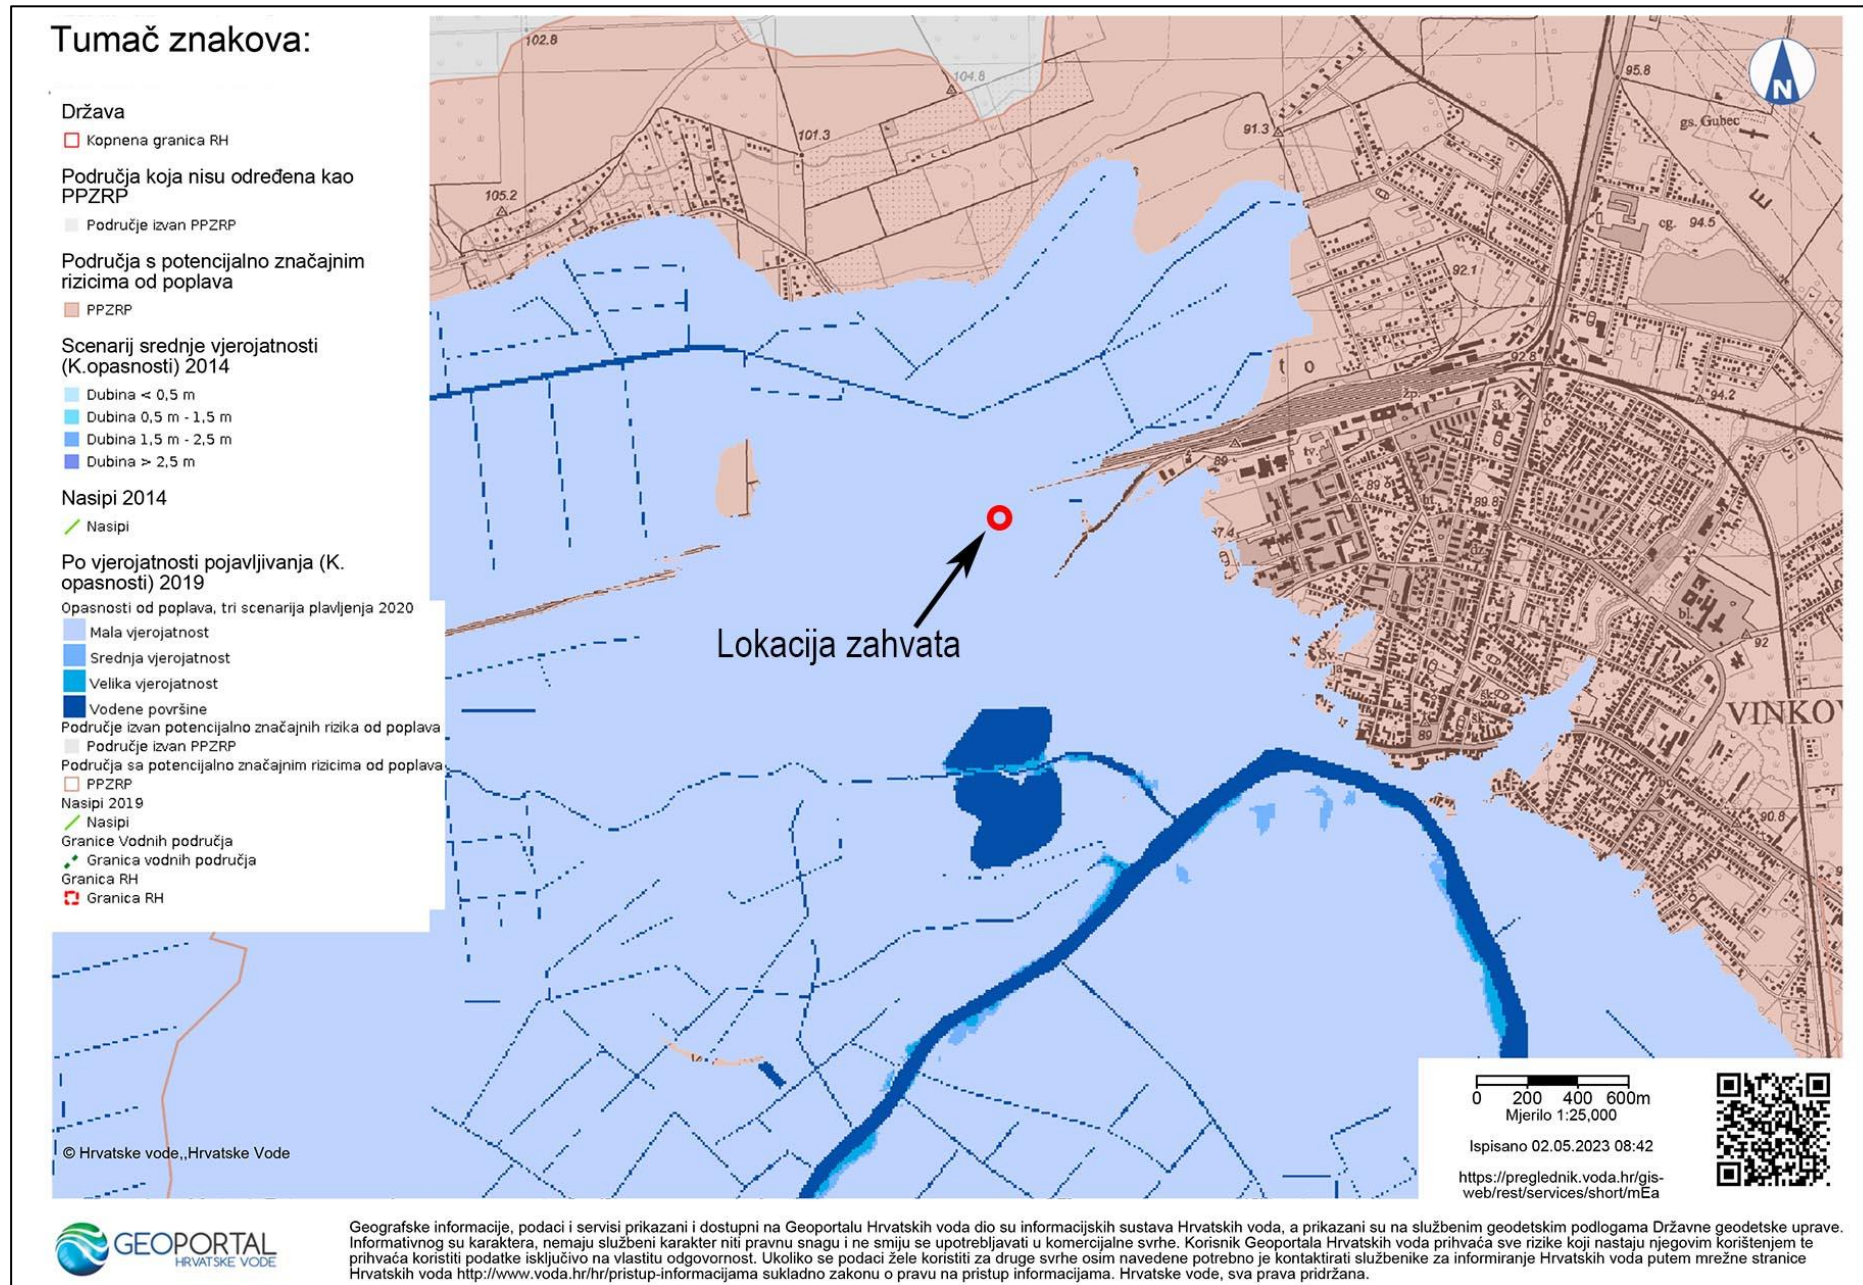 Tumač znakova:
Država
Kopnena granica RH
Područja koja nisu određena kao
PPZRP
Područje izvan PPZRP
Područja s potencijalno značajnim
rizicima od poplava
PPZRP
Scenarij srednje vjerojatnosti
(K.opasnosti) 2014
Dubina < 0,5 m
Dubina 0,5 m - 1,5 m
Dubina 1,5 m - 2,5 m
Dubina > 2,5 m
Nasipi 2014
Nasipi
Po vjerojatnosti pojavljivanja (K.
opasnosti) 2019
Opasnosti od poplava, tri scenarija plavljenja 2020
Mala vjerojatnost
Srednja vjerojatnost
Velika vjerojatnost
Vodene površine
Područje izvan potencijalno značajnih rizika od poplava
Područje izvan PPZRP
Područja sa potencijalno značajnim rizicima od poplava
PPZRP
Nasipi 2019
Nasipi
Granice Vodnih područja
Granica vodnih područja
Granica RH
Granica RH
© Hrvatske vode,,Hrvatske Vode
102.8
104.8
101.3
105.2
91.3
95.8
N
gs. Gubec
cg. 94.5
92.1
t o
92.8
94.2
žp.
šk.
tv.
89
89
89.8
dz.
bl.
92
Lokacija zahvata
šk.
89
VINKO
90.8
0 200 400 600m
Mjerilo 1:25,000
Ispisano 02.05.2023 08:42
https://preglednik.voda.hr/gis-
web/rest/services/short/mEa
GEOPORTAL
HRVATSKE VODE
Geografske informacije, podaci i servisi prikazani i dostupni na Geoportalu Hrvatskih voda dio su informacijskih sustava Hrvatskih voda, a prikazani su na službenim geodetskim podlogama Državne geodetske uprave.
Informativnog su karaktera, nemaju službeni karakter niti pravnu snagu i ne smiju se upotrebljavati u komercijalne svrhe. Korisnik Geoportala Hrvatskih voda prihvaća sve rizike koji nastaju njegovim korištenjem te
prihvaća koristiti podatke isključivo na vlastitu odgovornost. Ukoliko se podaci žele koristiti za druge svrhe osim navedene potrebno je kontaktirati službenike za informiranje Hrvatskih voda putem mrežne stranice
Hrvatskih voda http://www.voda.hr/hr/pristup-informacijama sukladno zakonu o pravu na pristup informacijama. Hrvatske vode, sva prava pridržana.